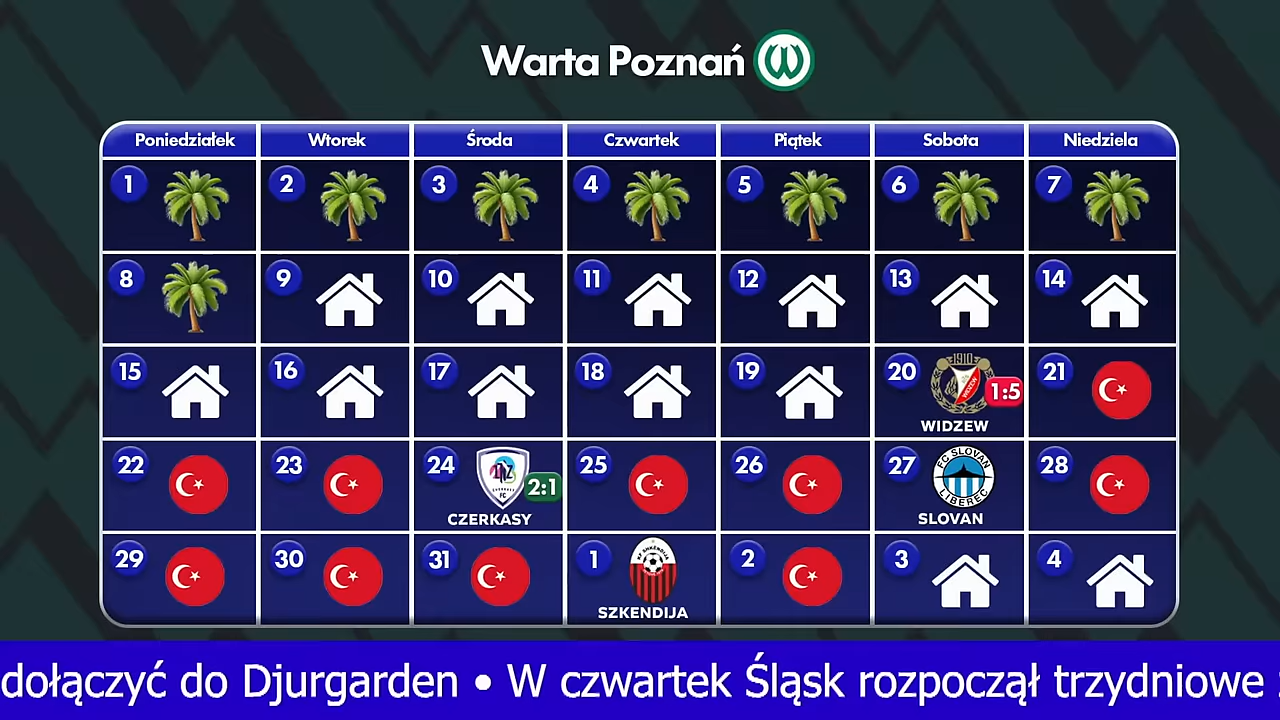 Warta Poznań
Poniedziałek Wtorek Środa Czwartek Piątek Sobota Niedziela
1 2 3 4 5 6 7
8 9 10 11 12 13 14
15 16 17 18 19 20 1:5 21
WIDZEW
22 23 24 2:1 25 26 27 28
CZERKASY SLOVAN
29 30 31 1 2 3 4
SZKENDIJA
dołączyć do Djurgarden • W czwartek Śląsk rozpoczął trzydniowe